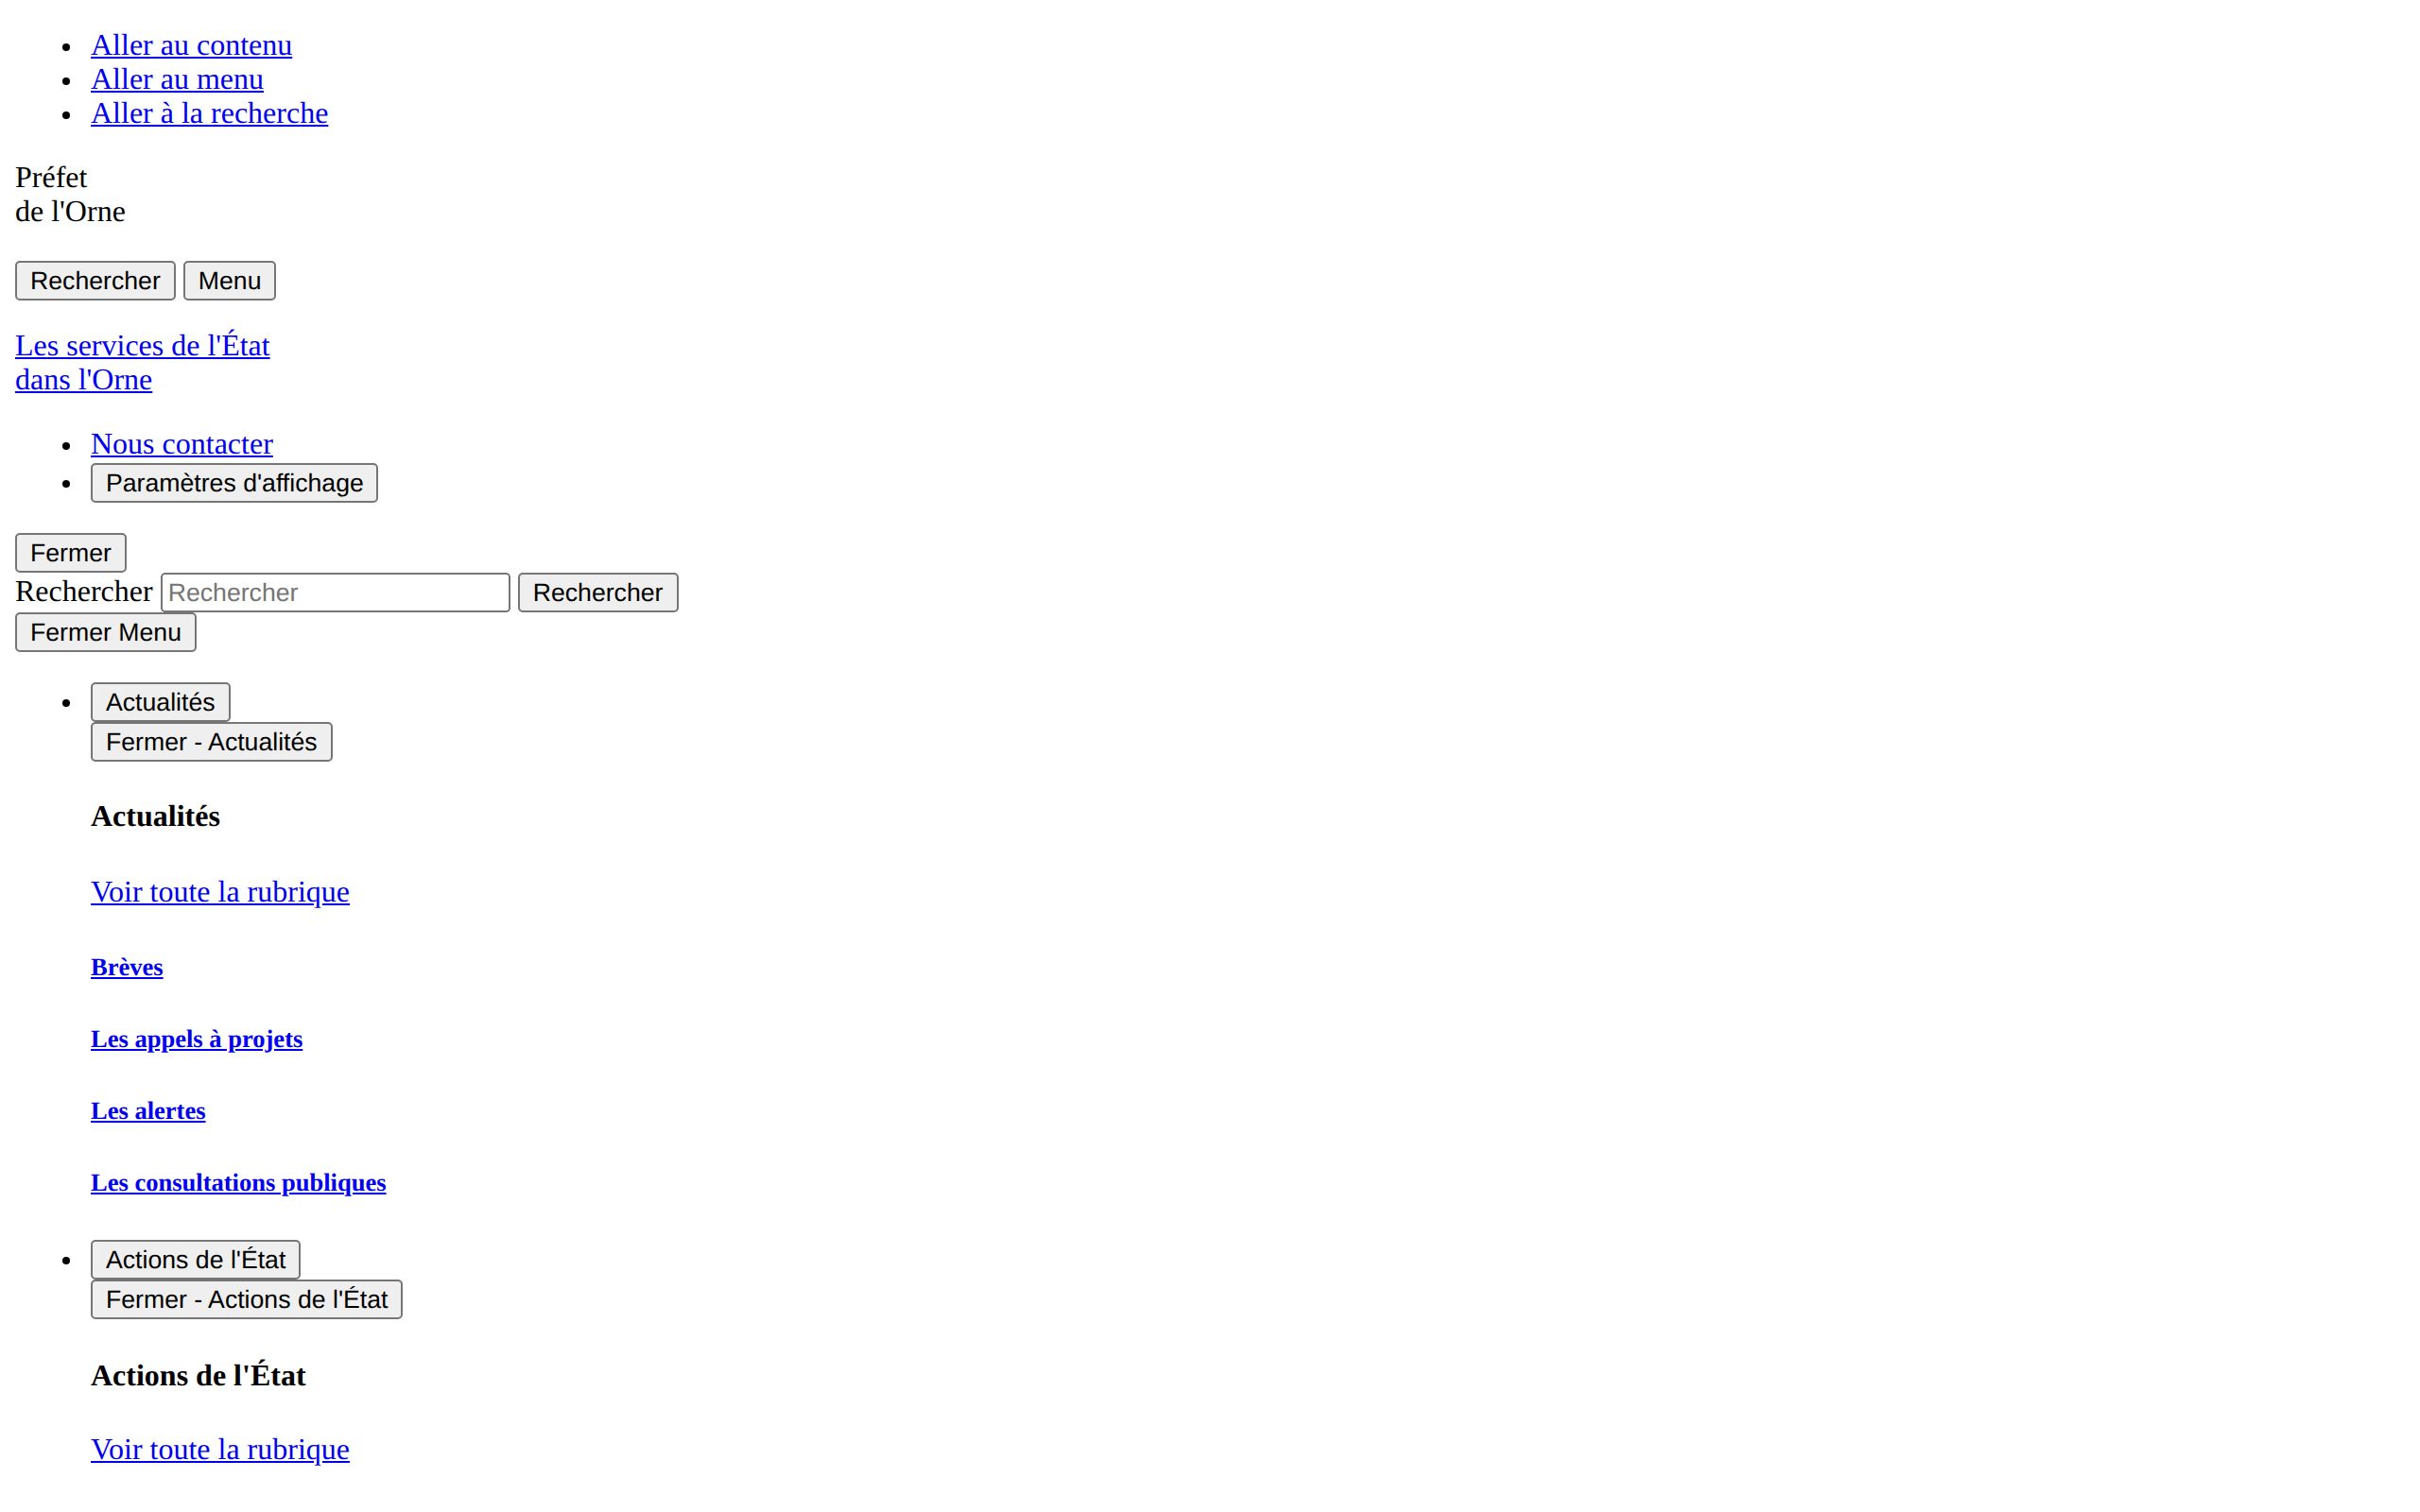 Aller au contenu
Aller au menu
Aller à la recherche
Préfet
de l'Orne
Rechercher Menu
Les services de l'État
dans l'Orne
Nous contacter
Paramètres d'affichage
Fermer
Rechercher Rechercher Rechercher
Fermer Menu
Actualités
Fermer - Actualités
Actualités
Voir toute la rubrique
Brèves
Les appels à projets
Les alertes
Les consultations publiques
Actions de l'État
Fermer - Actions de l'État
Actions de l'État
Voir toute la rubrique